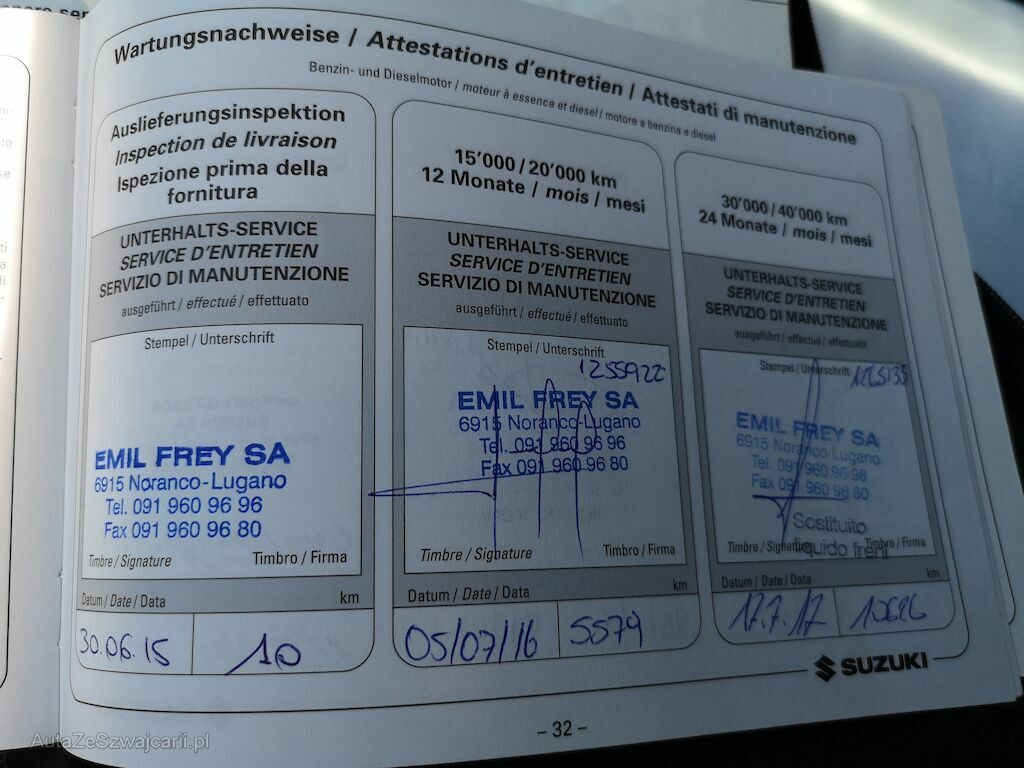 Wartungsnachweise / Attestations d'entretien / Attestati di manutenzione
Benzin- und Dieselmotor / moteur à essence et diesel / motore a benzina e diesel
Auslieferungsinspektion
Inspection de livraison
Ispezione prima della
fornitura
UNTERHALTS-SERVICE
SERVICE D'ENTRETIEN
SERVIZIO DI MANUTENZIONE
ausgeführt / effectué / effettuato
Stempel / Unterschrift
EMIL FREY SA
6915 Noranco-Lugano
Tel. 091 960 96 96
Fax 091 960 96 80
Timbre / Signature Timbro / Firma
Datum / Date / Data km
30.06.15 10
15'000 / 20'000 km
12 Monate / mois / mesi
UNTERHALTS-SERVICE
SERVICE D'ENTRETIEN
SERVIZIO DI MANUTENZIONE
ausgeführt / effectué / effettuato
Stempel / Unterschrift
1255922
EMIL FREY SA
6915 Noranco-Lugano
Tel. 091 960 96 96
Fax 091 960 96 80
Timbre / Signature Timbro / Firma
Datum / Date / Data km
05/07/16 5579
30'000 / 40'000 km
24 Monate / mois / mesi
UNTERHALTS-SERVICE
SERVICE D'ENTRETIEN
SERVIZIO DI MANUTENZIONE
ausgeführt / effectué / effettuato
Stempel / Unterschrift
EMIL FREY SA
6915 Noranco-Lugano
Tel. 091 960 96 96
Fax 091 960 96 80
Sostituito
liquido freni
Timbre / Signature Timbro / Firma
Datum / Date / Data km
17.7.17 10626
SUZUKI
- 32 -
AutaZeSzwajcarii.pl